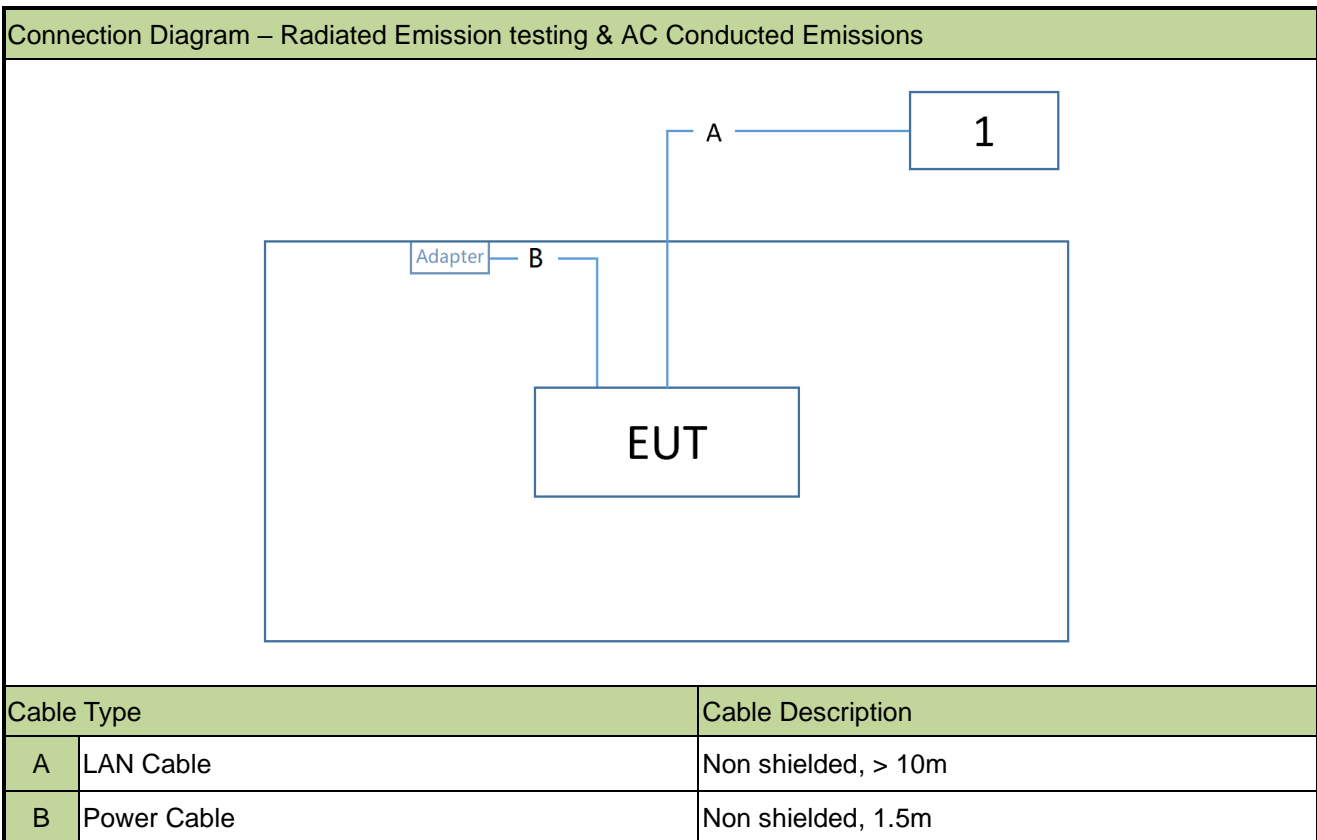 Connection Diagram – Radiated Emission testing & AC Conducted Emissions
A
1
Adapter
B
EUT
Cable Type Cable Description
A LAN Cable Non shielded, > 10m
B Power Cable Non shielded, 1.5m